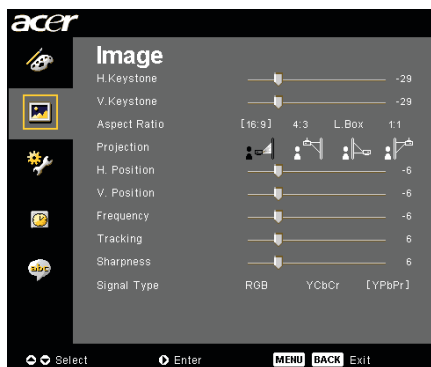 acer
Image
H.Keystone -29
V.Keystone -29
Aspect Ratio [16:9] 4:3 L.Box 1:1
Projection
H. Position -6
V. Position -6
Frequency -6
Tracking 6
Sharpness 6
Signal Type RGB YCbCr [YPbPr]
abc
Select Enter MENU BACK Exit